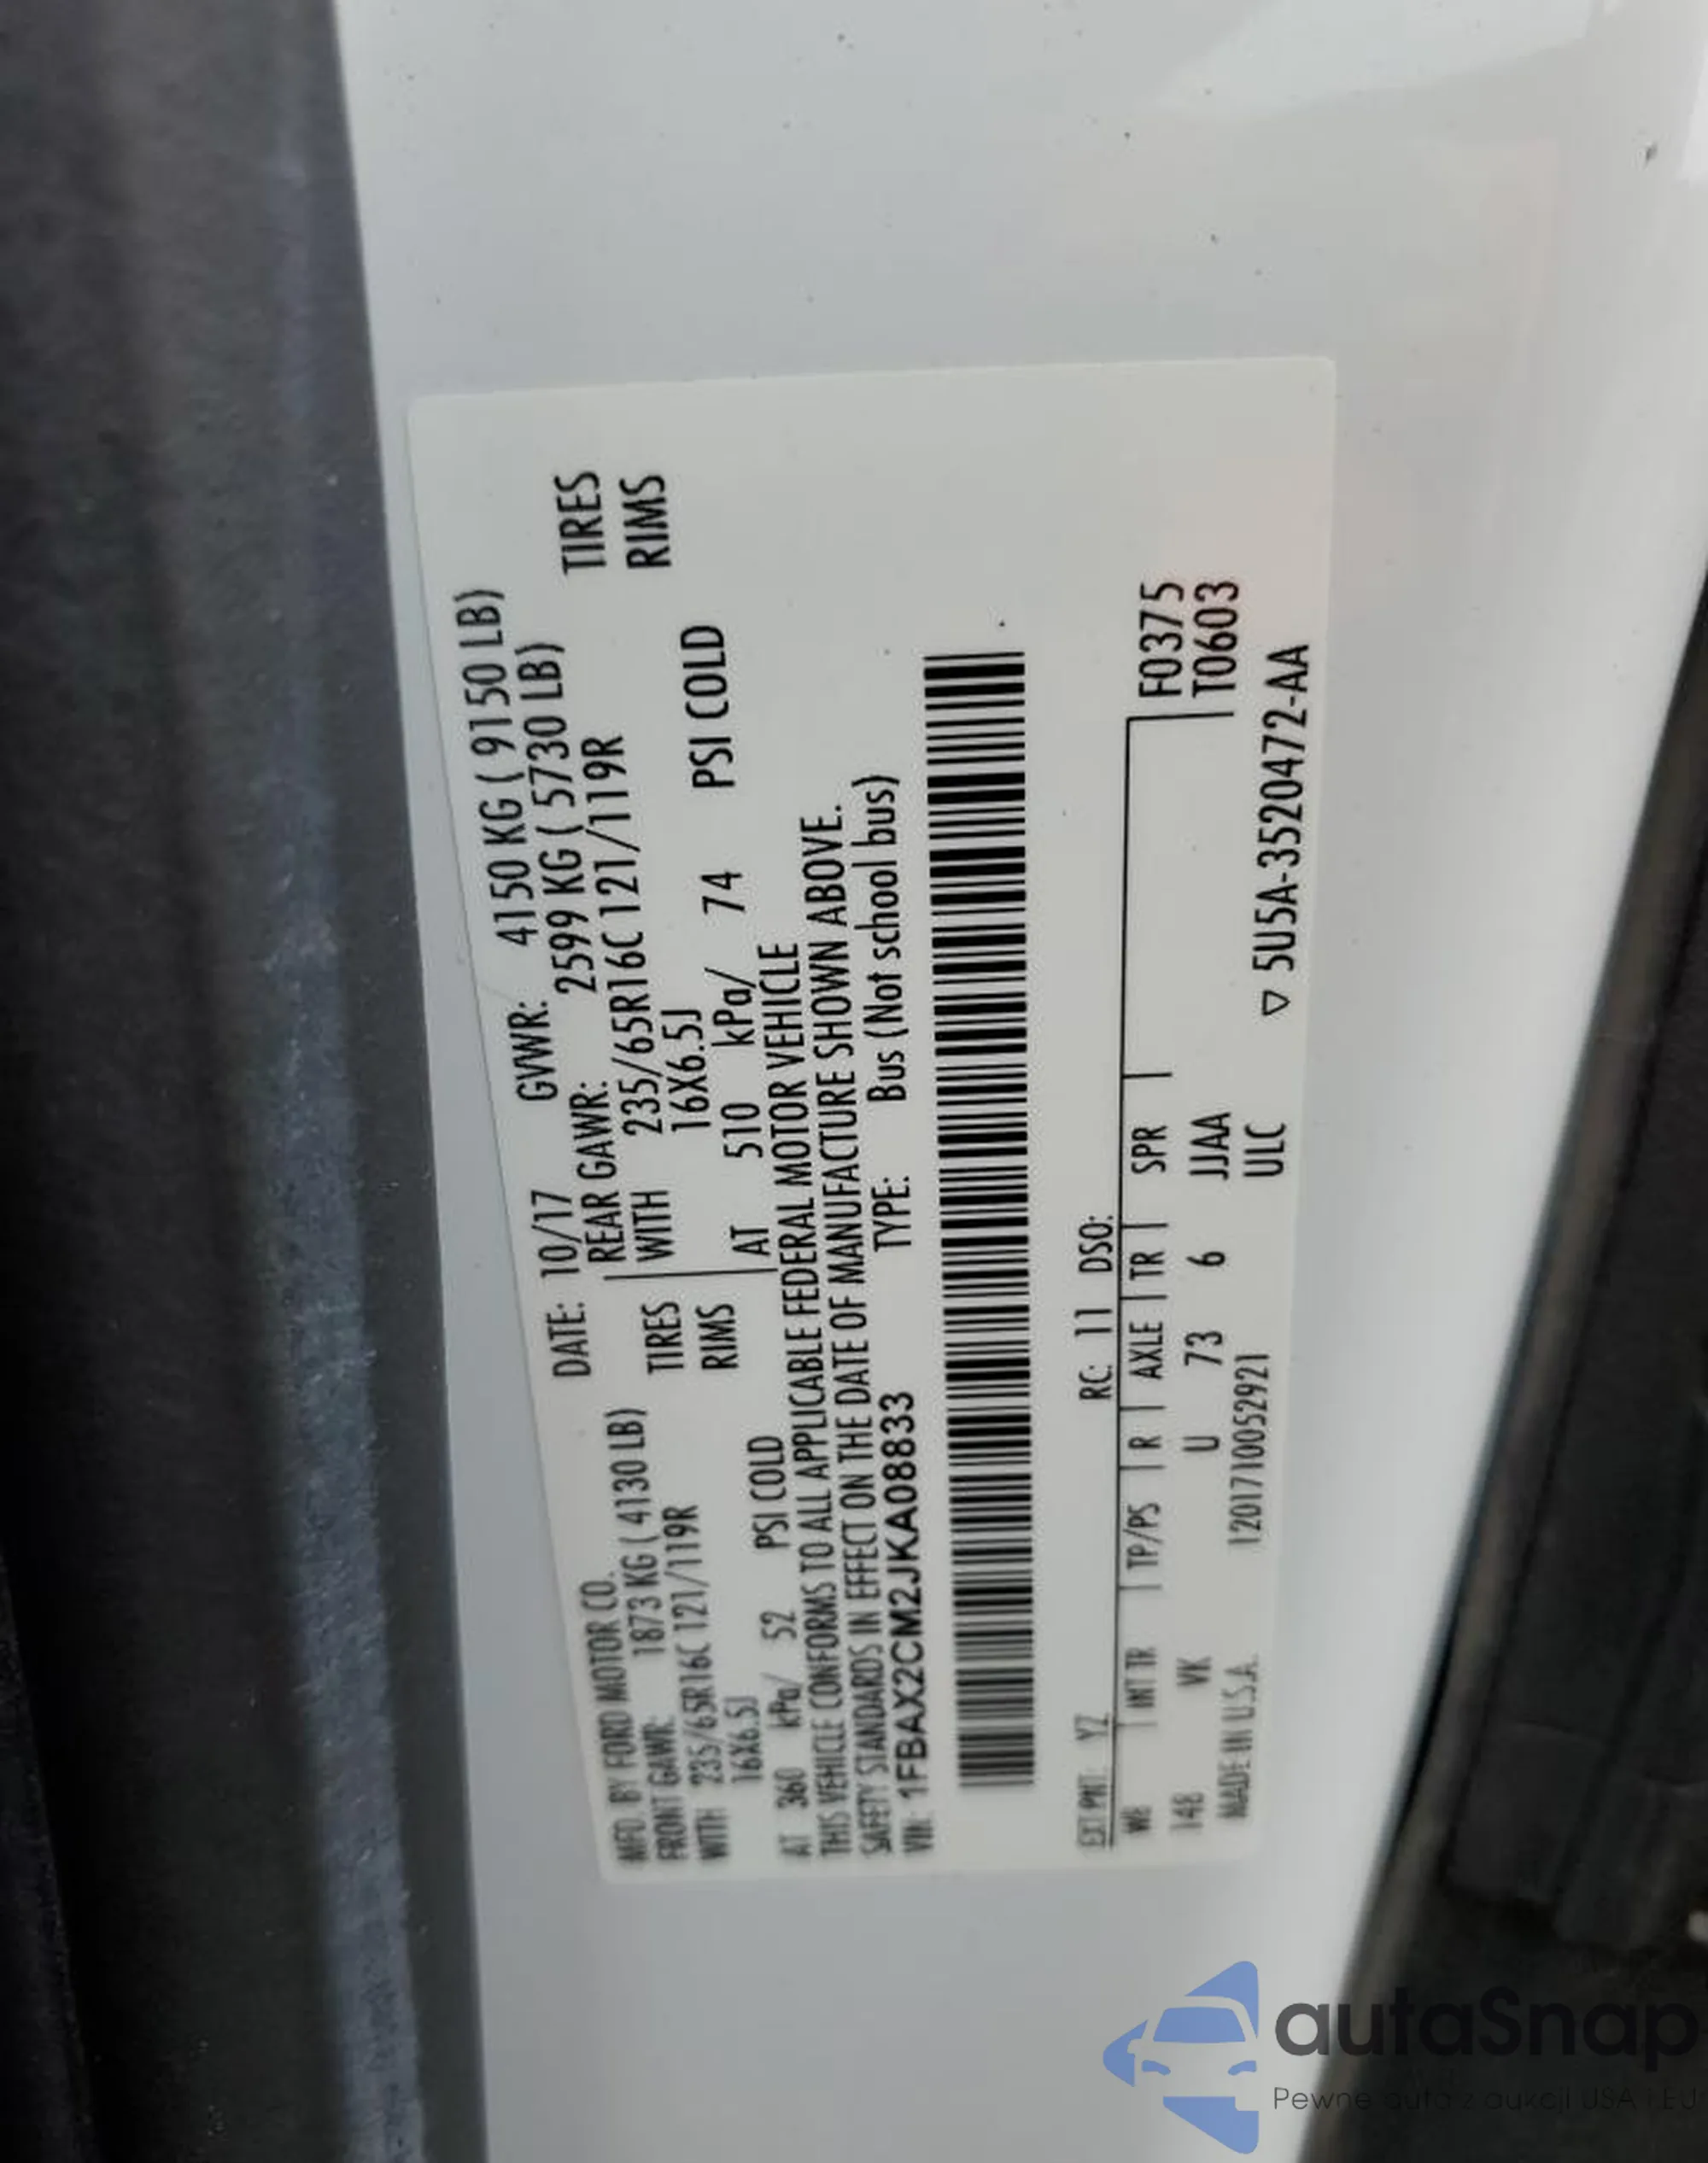 MFD. BY FORD MOTOR CO. DATE: 10/17 GVWR: 4150 KG ( 9150 LB)
FRONT GAWR: 1873 KG ( 4130 LB) REAR GAWR: 2599 KG ( 5730 LB)
WITH 235/65R16C 121/119R TIRES WITH 235/65R16C 121/119R TIRES
16X6.5J RIMS 16X6.5J RIMS
AT 360 kPa/ 52 PSI COLD AT 510 kPa/ 74 PSI COLD
THIS VEHICLE CONFORMS TO ALL APPLICABLE FEDERAL MOTOR VEHICLE
SAFETY STANDARDS IN EFFECT ON THE DATE OF MANUFACTURE SHOWN ABOVE.
VIN: 1FBAX2CM2JKA08833 TYPE: Bus (Not school bus)
EXT PNT: YZ RC: 11 DSO:
WB INT TR TP/PS R AXLE TR SPR F0375
148 VK U 73 6 JJAA T0603
MADE IN U.S.A. 1201710052921 ULC
▽ 5U5A-3520472-AA
autaSnap
Pewne auta z aukcji USA i EU